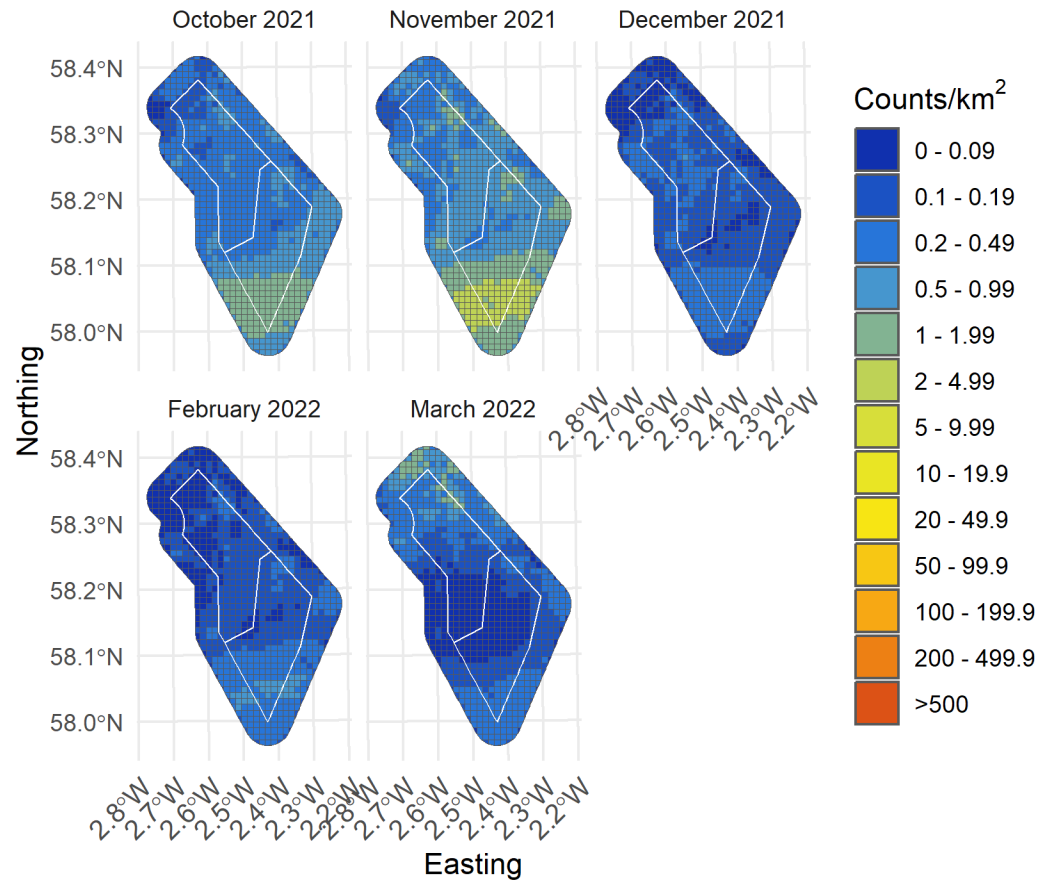 October 2021
November 2021
December 2021
58.4°N
58.3°N
58.2°N
58.1°N
58.0°N
2.8°W
2.7°W
2.6°W
2.5°W
2.4°W
2.3°W
2.2°W
February 2022
March 2022
58.4°N
58.3°N
58.2°N
58.1°N
58.0°N
2.8°W
2.7°W
2.6°W
2.5°W
2.4°W
2.3°W
2.2°W
2.8°W
2.7°W
2.6°W
2.5°W
2.4°W
2.3°W
2.2°W
Northing
Easting
Counts/km²
0 - 0.09
0.1 - 0.19
0.2 - 0.49
0.5 - 0.99
1 - 1.99
2 - 4.99
5 - 9.99
10 - 19.9
20 - 49.9
50 - 99.9
100 - 199.9
200 - 499.9
>500